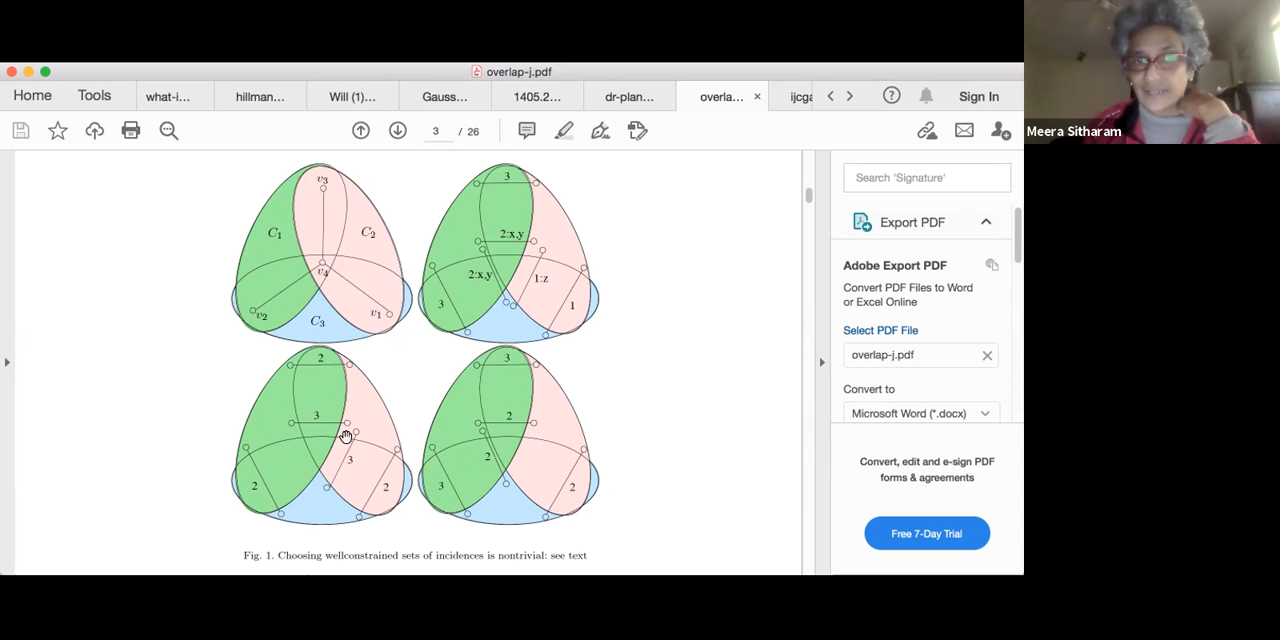 overlap-j.pdf
Home
Tools
what-i...
hillman...
Will (1)...
Gauss...
1405.2...
dr-plan...
overla...
×
ijcga
?
Sign In
3 / 26
Meera Sitharam
v3
C1
C2
v4
v2
v1
C3
3
2:x,y
2:x,y
1:z
3
1
2
3
3
2
2
3
2
2
3
2
Fig. 1. Choosing wellconstrained sets of incidences is nontrivial: see text
Search 'Signature'
Export PDF
Adobe Export PDF
Convert PDF Files to Word
or Excel Online
Select PDF File
overlap-j.pdf
Convert to
Microsoft Word (*.docx)
Convert, edit and e-sign PDF
forms & agreements
Free 7-Day Trial